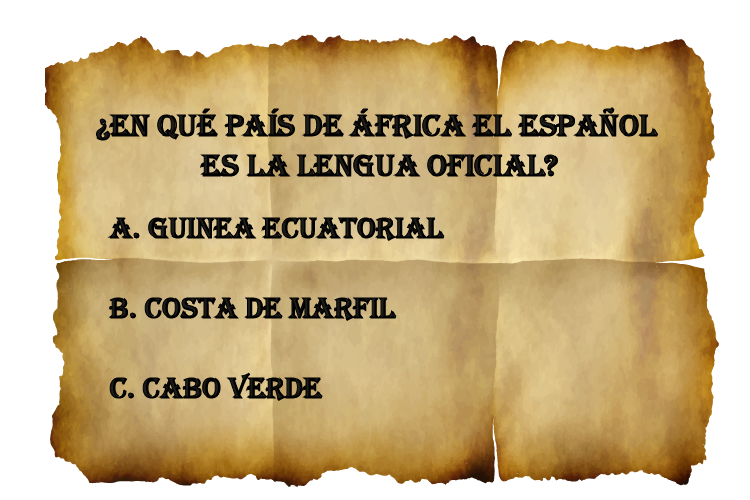 ¿EN QUÉ PAÍS DE ÁFRICA EL ESPAÑOL
ES LA LENGUA OFICIAL?
A. GUINEA ECUATORIAL
B. COSTA DE MARFIL
C. CABO VERDE